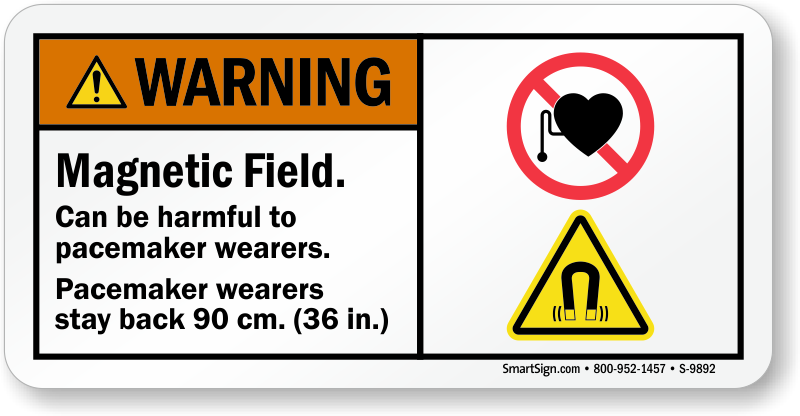 WARNING
Magnetic Field.
Can be harmful to
pacemaker wearers.
Pacemaker wearers
stay back 90 cm. (36 in.)
SmartSign.com • 800-952-1457 • S-9892